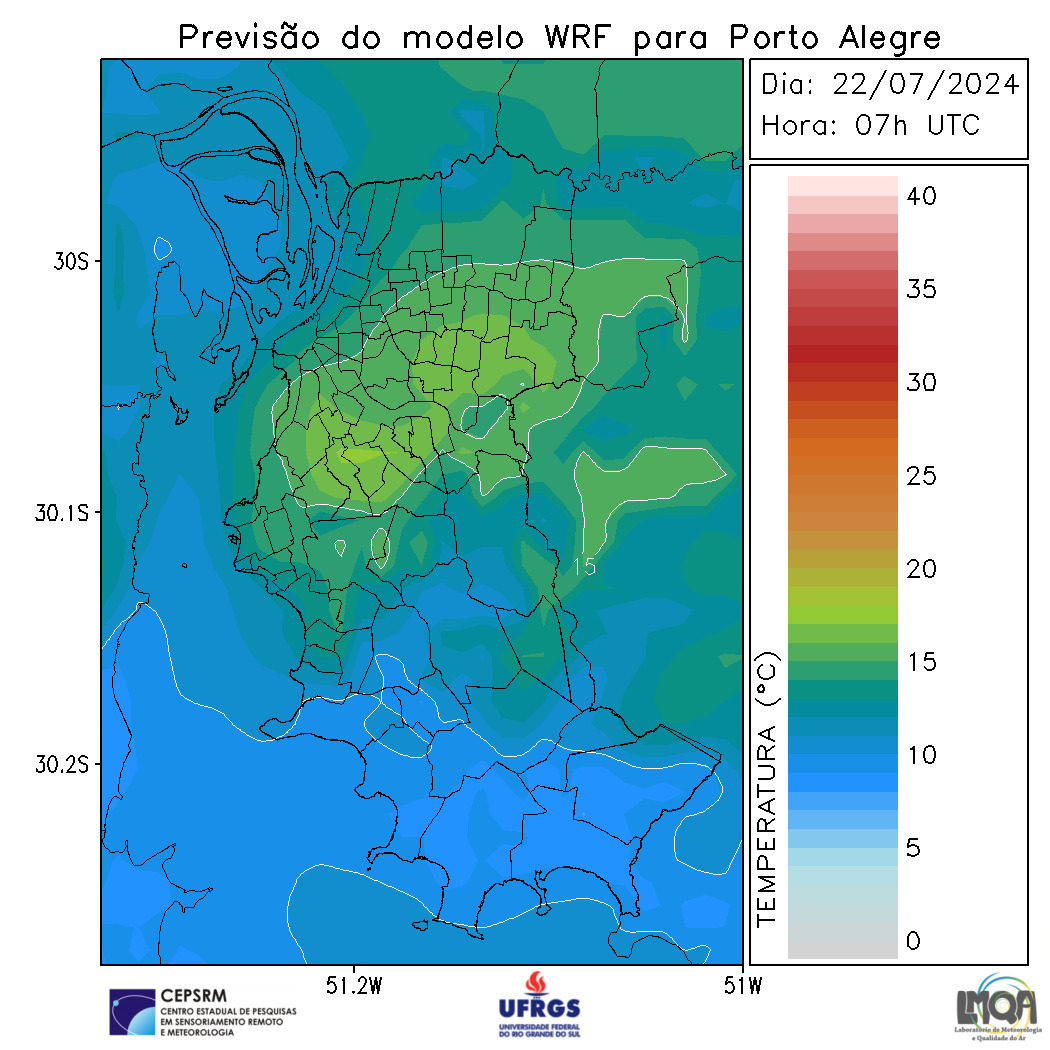 Previsão do modelo WRF para Porto Alegre
Dia: 22/07/2024
Hora: 07h UTC
30S
30.1S
30.2S
51.2W
51W
15
40
35
30
25
20
15
10
5
0
TEMPERATURA (°C)
CEPSRM
CENTRO ESTADUAL DE PESQUISAS
EM SENSORIAMENTO REMOTO
E METEOROLOGIA
UFRGS
UNIVERSIDADE FEDERAL
DO RIO GRANDE DO SUL
LMQA
Laboratório de Meteorologia
e Qualidade do Ar